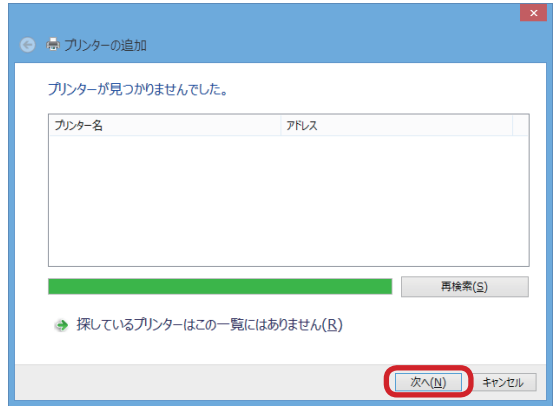 プリンターの追加
プリンターが見つかりませんでした。
プリンター名 アドレス
再検索(S)
探しているプリンターはこの一覧にはありません(R)
次へ(N) キャンセル